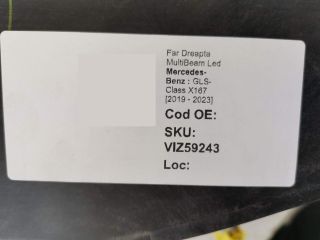 Far Dreapta
MultiBeam Led
Mercedes-
Benz : GLS-
Class X167
[2019 - 2023]
Cod OE:
SKU:
VIZ59243
Loc: